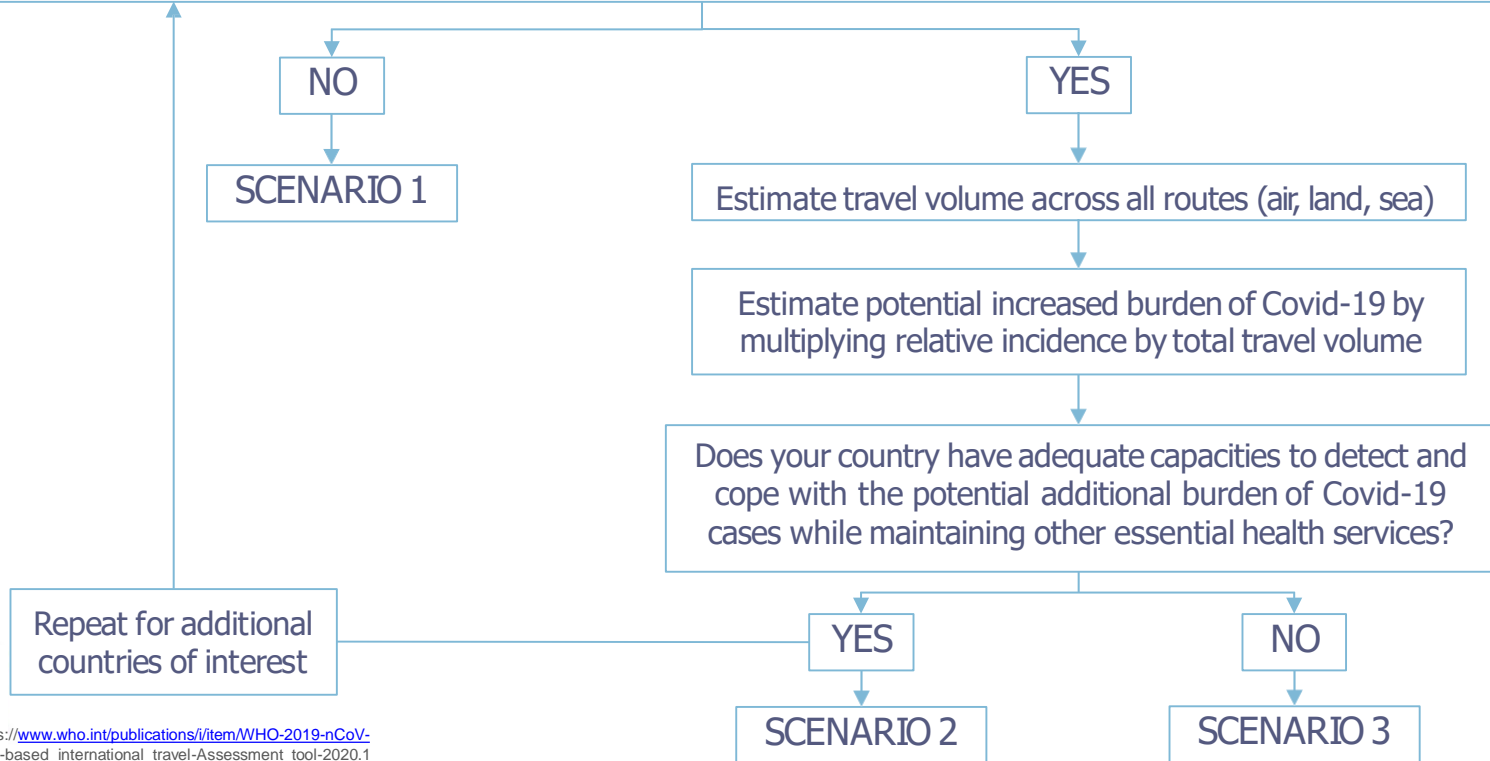 NO
YES
SCENARIO 1
Estimate travel volume across all routes (air, land, sea)
Estimate potential increased burden of Covid-19 by
multiplying relative incidence by total travel volume
Does your country have adequate capacities to detect and
cope with the potential additional burden of Covid-19
cases while maintaining other essential health services?
Repeat for additional
countries of interest
YES
NO
SCENARIO 2
SCENARIO 3
s://www.who.int/publications/i/item/WHO-2019-nCoV-
-based international travel-Assessment tool-2020.1